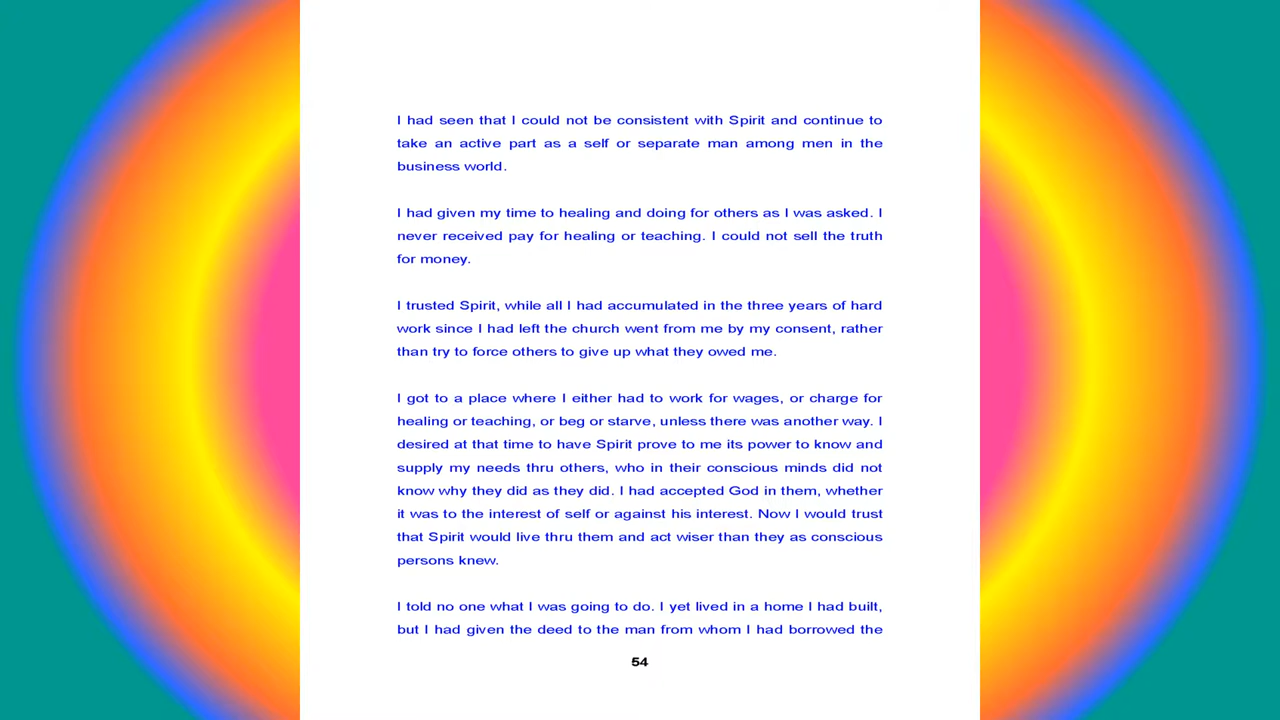 I had seen that I could not be consistent with Spirit and continue to
take an active part as a self or separate man among men in the
business world.
I had given my time to healing and doing for others as I was asked. I
never received pay for healing or teaching. I could not sell the truth
for money.
I trusted Spirit, while all I had accumulated in the three years of hard
work since I had left the church went from me by my consent, rather
than try to force others to give up what they owed me.
I got to a place where I either had to work for wages, or charge for
healing or teaching, or beg or starve, unless there was another way. I
desired at that time to have Spirit prove to me its power to know and
supply my needs thru others, who in their conscious minds did not
know why they did as they did. I had accepted God in them, whether
it was to the interest of self or against his interest. Now I would trust
that Spirit would live thru them and act wiser than they as conscious
persons knew.
I told no one what I was going to do. I yet lived in a home I had built,
but I had given the deed to the man from whom I had borrowed the
54